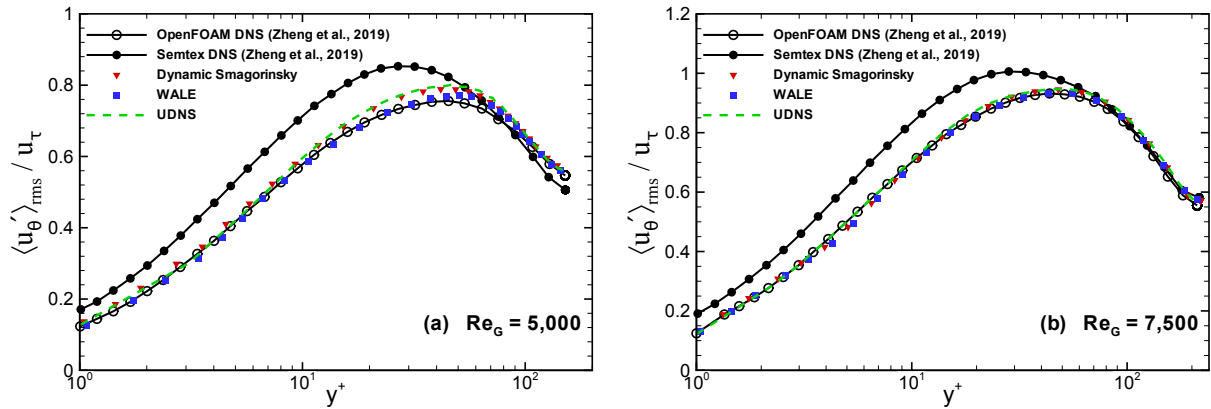 OpenFOAM DNS (Zheng et al., 2019)
Semtex DNS (Zheng et al., 2019)
Dynamic Smagorinsky
WALE
UDNS
⟨u′θ⟩rms / uτ
1
0.8
0.6
0.4
0.2
0
10⁰
10¹
10²
y⁺
(a) ReG = 5,000
OpenFOAM DNS (Zheng et al., 2019)
Semtex DNS (Zheng et al., 2019)
Dynamic Smagorinsky
WALE
UDNS
⟨u′θ⟩rms / uτ
1.2
1
0.8
0.6
0.4
0.2
0
10⁰
10¹
10²
y⁺
(b) ReG = 7,500